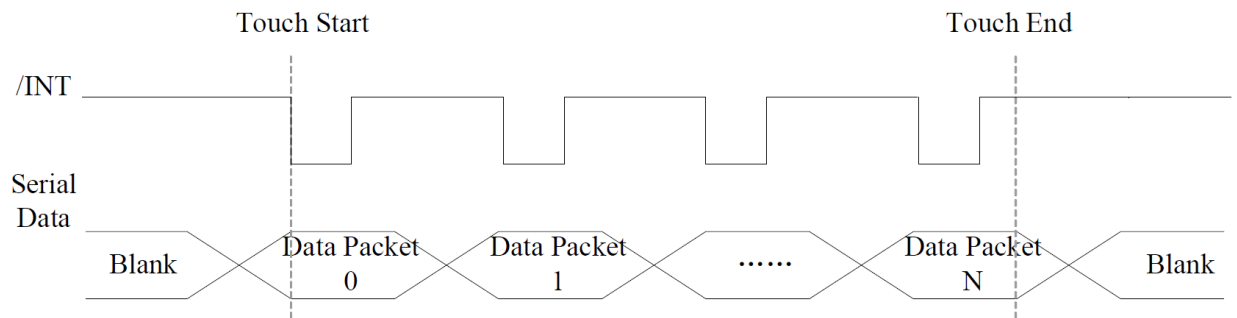 Touch Start
Touch End
/INT
Serial
Data
Blank
Data Packet
0
Data Packet
1
……
Data Packet
N
Blank